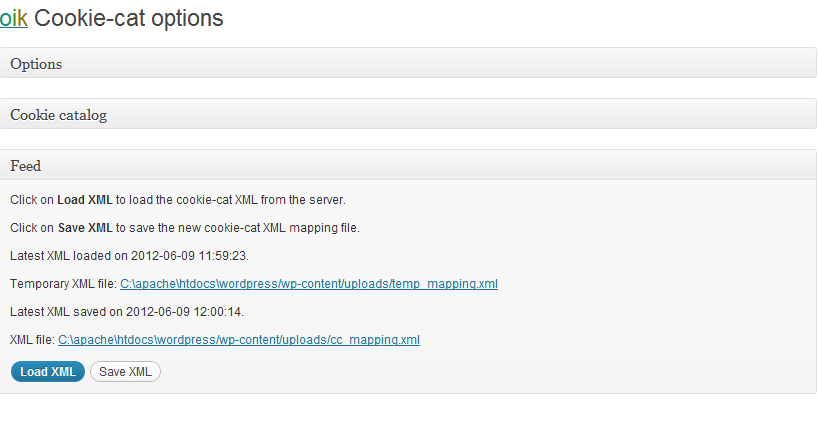 oik Cookie-cat options
Options
Cookie catalog
Feed
Click on Load XML to load the cookie-cat XML from the server.
Click on Save XML to save the new cookie-cat XML mapping file.
Latest XML loaded on 2012-06-09 11:59:23.
Temporary XML file: C:\apache\htdocs\wordpress/wp-content/uploads/temp_mapping.xml
Latest XML saved on 2012-06-09 12:00:14.
XML file: C:\apache\htdocs\wordpress/wp-content/uploads/cc_mapping.xml
Load XML Save XML